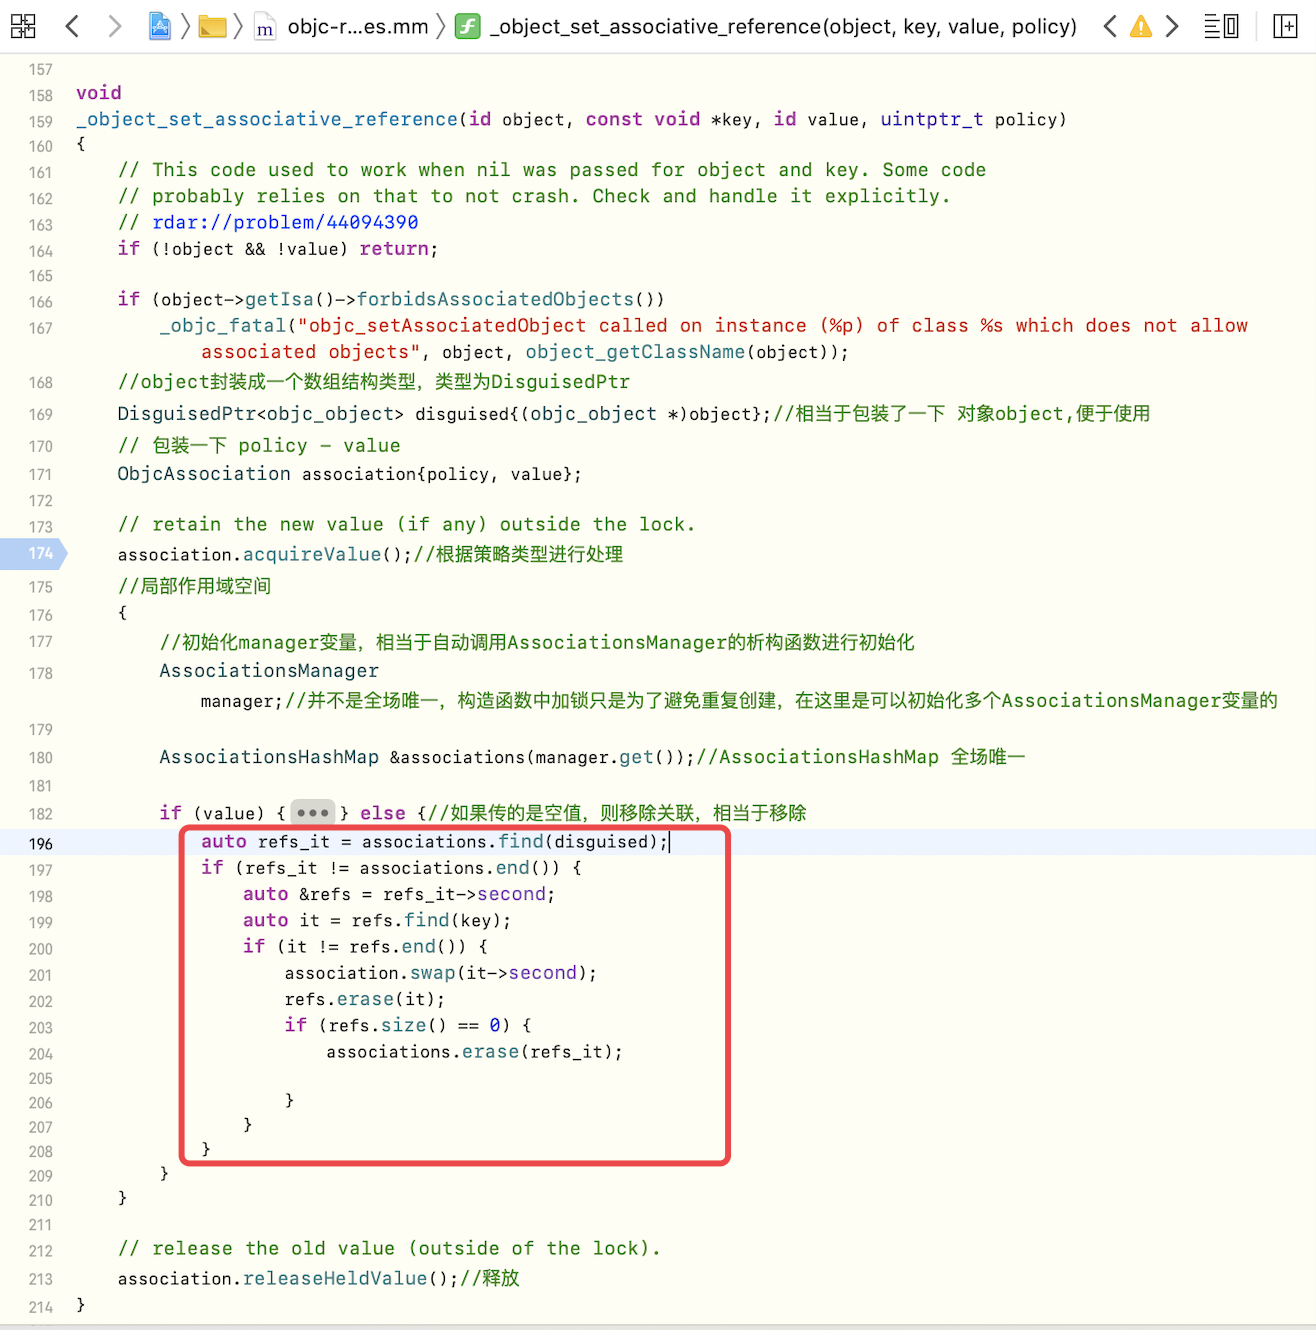 objc-r...es.mm
_object_set_associative_reference(object, key, value, policy)
157
158 void
159 _object_set_associative_reference(id object, const void *key, id value, uintptr_t policy)
160 {
161 // This code used to work when nil was passed for object and key. Some code
162 // probably relies on that to not crash. Check and handle it explicitly.
163 // rdar://problem/44094390
164 if (!object && !value) return;
165
166 if (object->getIsa()->forbidsAssociatedObjects())
167 _objc_fatal("objc_setAssociatedObject called on instance (%p) of class %s which does not allow
associated objects", object, object_getClassName(object));
168 //object封装成一个数组结构类型，类型为DisguisedPtr
169 DisguisedPtr<objc_object> disguised{(objc_object *)object};//相当于包装了一下 对象object,便于使用
170 // 包装一下 policy - value
171 ObjcAssociation association{policy, value};
172
173 // retain the new value (if any) outside the lock.
174 association.acquireValue();//根据策略类型进行处理
175 //局部作用域空间
176 {
177 //初始化manager变量，相当于自动调用AssociationsManager的析构函数进行初始化
178 AssociationsManager
manager;//并不是全场唯一，构造函数中加锁只是为了避免重复创建，在这里是可以初始化多个AssociationsManager变量的
179
180 AssociationsHashMap &associations(manager.get());//AssociationsHashMap 全场唯一
181
182 if (value) {•••} else {//如果传的是空值，则移除关联，相当于移除
196 auto refs_it = associations.find(disguised);
197 if (refs_it != associations.end()) {
198 auto &refs = refs_it->second;
199 auto it = refs.find(key);
200 if (it != refs.end()) {
201 association.swap(it->second);
202 refs.erase(it);
203 if (refs.size() == 0) {
204 associations.erase(refs_it);
205
206 }
207 }
208 }
209 }
210 }
211
212 // release the old value (outside of the lock).
213 association.releaseHeldValue();//释放
214 }